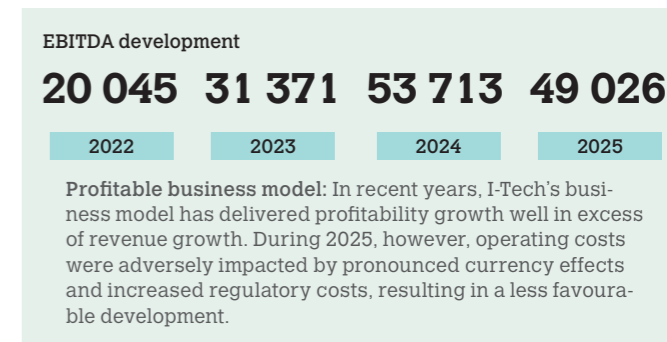 EBITDA development
20 045 31 371 53 713 49 026
2022 2023 2024 2025
Profitable business model: In recent years, I-Tech’s busi-
ness model has delivered profitability growth well in excess
of revenue growth. During 2025, however, operating costs
were adversely impacted by pronounced currency effects
and increased regulatory costs, resulting in a less favoura-
ble development.